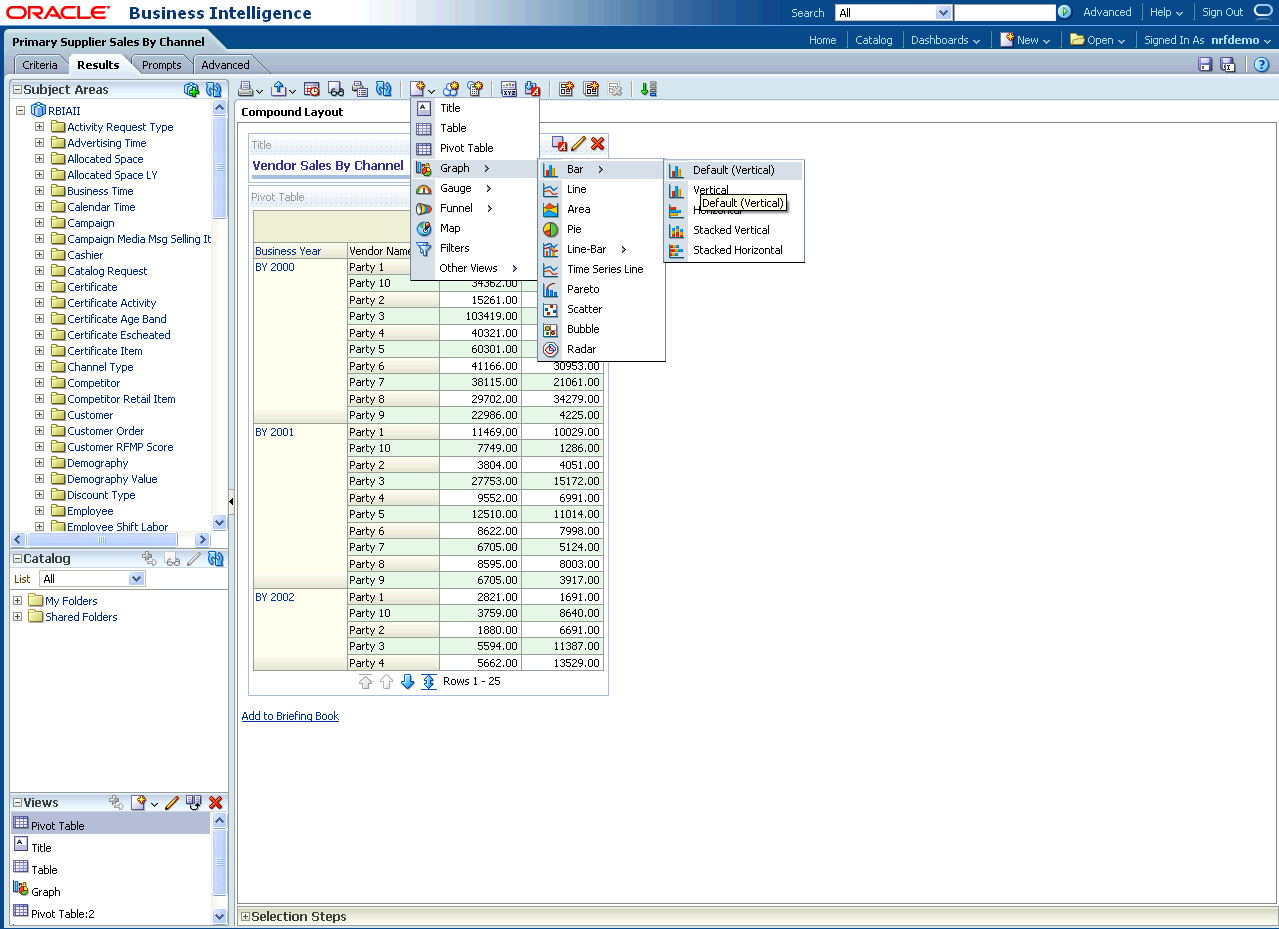 ORACLE® Business Intelligence
Search All Advanced Help Sign Out
Primary Supplier Sales By Channel
Home Catalog Dashboards New Open Signed In As nrfdemo
Criteria Results Prompts Advanced
Subject Areas
RBIAII
Activity Request Type
Advertising Time
Allocated Space
Allocated Space LY
Business Time
Calendar Time
Campaign
Campaign Media Msg Selling It
Cashier
Catalog Request
Certificate
Certificate Activity
Certificate Age Band
Certificate Escheated
Certificate Item
Channel Type
Competitor
Competitor Retail Item
Customer
Customer Order
Customer RFMP Score
Demography
Demography Value
Discount Type
Employee
Employee Shift Labor
Catalog
List All
My Folders
Shared Folders
Views
Pivot Table
Title
Table
Graph
Pivot Table:2
Compound Layout
Title
Vendor Sales By Channel
Pivot Table
Business Year Vendor Name
BY 2000 Party 1
Party 10 34362.00
Party 2 15261.00
Party 3 103419.00
Party 4 40321.00
Party 5 60301.00
Party 6 41166.00 30953.00
Party 7 38115.00 21061.00
Party 8 29702.00 34279.00
Party 9 22986.00 4225.00
BY 2001 Party 1 11469.00 10029.00
Party 10 7749.00 1286.00
Party 2 3804.00 4051.00
Party 3 27753.00 15172.00
Party 4 9552.00 6991.00
Party 5 12510.00 11014.00
Party 6 8622.00 7998.00
Party 7 6705.00 5124.00
Party 8 8595.00 8003.00
Party 9 6705.00 3917.00
BY 2002 Party 1 2821.00 1691.00
Party 10 3759.00 8640.00
Party 2 1880.00 6691.00
Party 3 5594.00 11387.00
Party 4 5662.00 13529.00
Rows 1 - 25
Add to Briefing Book
Title
Table
Pivot Table
Graph
Gauge
Funnel
Map
Filters
Other Views
Bar
Line
Area
Pie
Line-Bar
Time Series Line
Pareto
Scatter
Bubble
Radar
Default (Vertical)
Vertical
Default (Vertical)
Horizontal
Stacked Vertical
Stacked Horizontal
Selection Steps